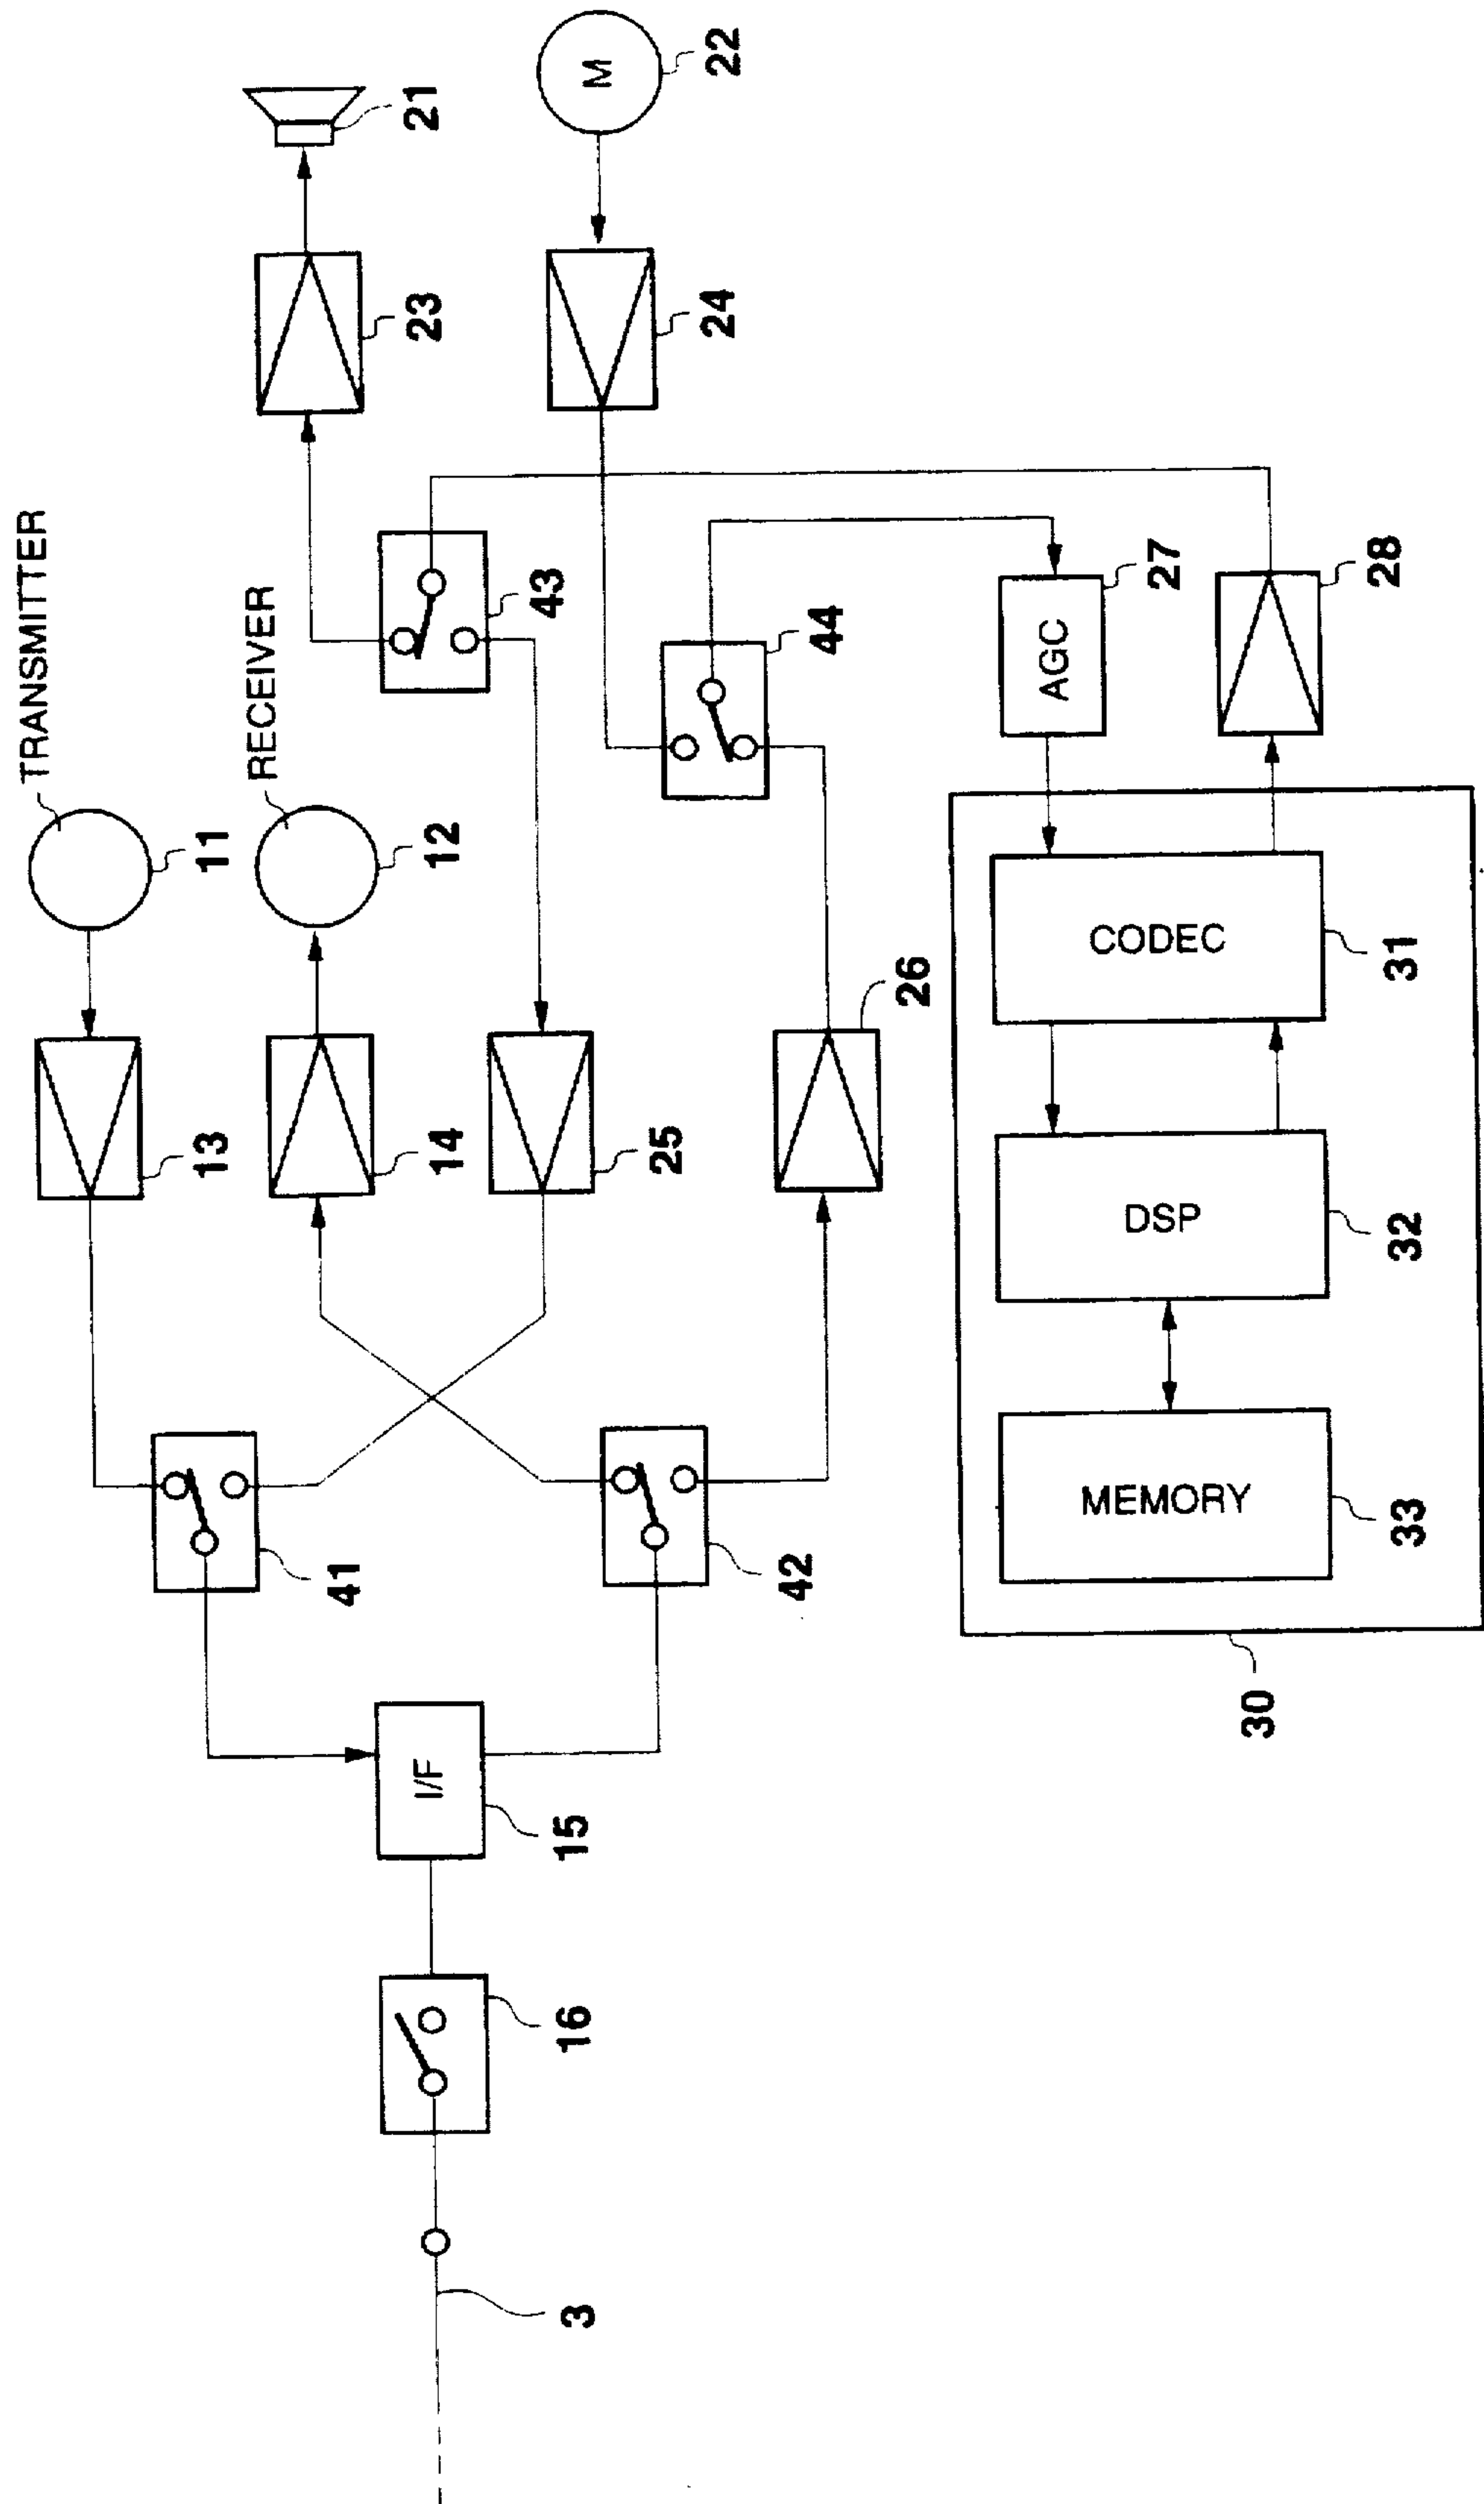 TRANSMITTER
11
13
RECEIVER
12
14
21
23
22
24
43
25
44
26
41
42
I/F
15
16
3
AGC
27
28
CODEC
31
DSP
32
MEMORY
33
30
M